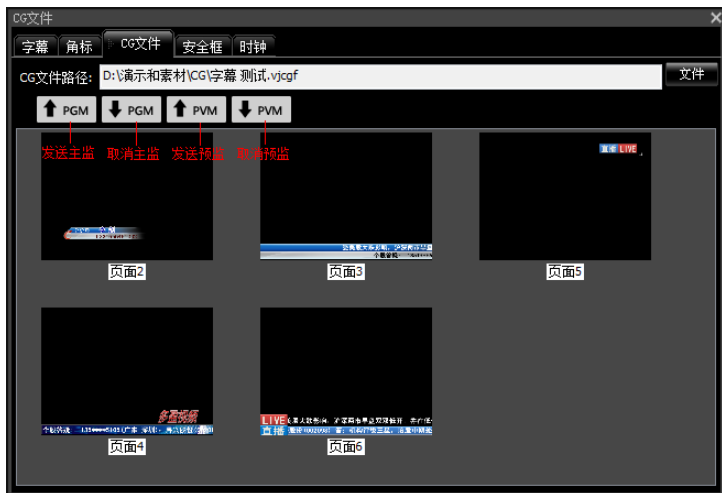 CG文件
字幕 角标 CG文件 安全框 时钟
CG文件路径: D:\演示和素材\CG\字幕 测试.vjcgf 文件
PGM PGM PVM PVM
发送主监 取消主监 发送预监 取消预监
直播 LIVE
页面2 页面3 页面5
多盈视频
LIVE
直播
页面4 页面6